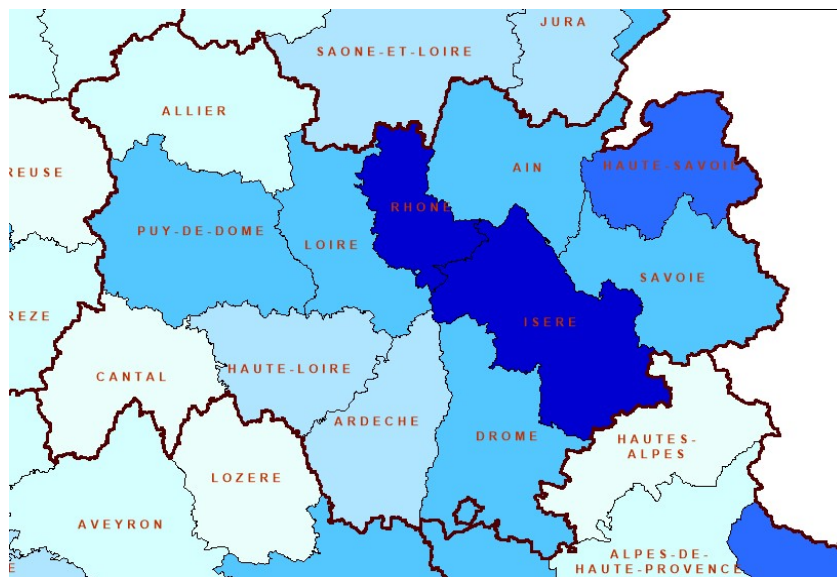 JURA
SAONE-ET-LOIRE
ALLIER
AIN
HAUTE-SAVOIE
REUSE
RHONE
PUY-DE-DOME
LOIRE
SAVOIE
REZE
ISERE
CANTAL
HAUTE-LOIRE
ARDECHE
DROME
HAUTES-
ALPES
LOZERE
AVEYRON
ALPES-DE-
HAUTE-PROVENCE
E